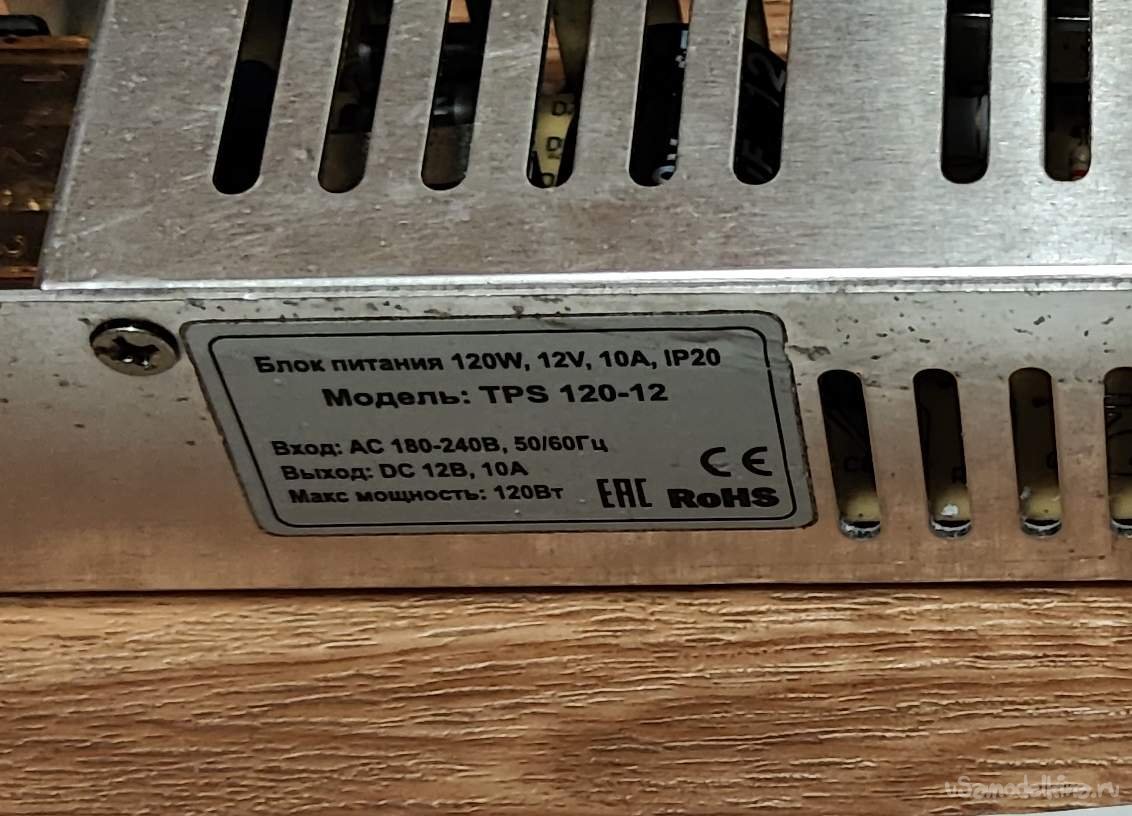 Блок питания 120W, 12V, 10A, IP20
Модель: TPS 120-12
Вход: AC 180-240В, 50/60Гц
Выход: DC 12В, 10А
Макс мощность: 120Вт
CE
EAC RoHS
vSamodelkino.ru